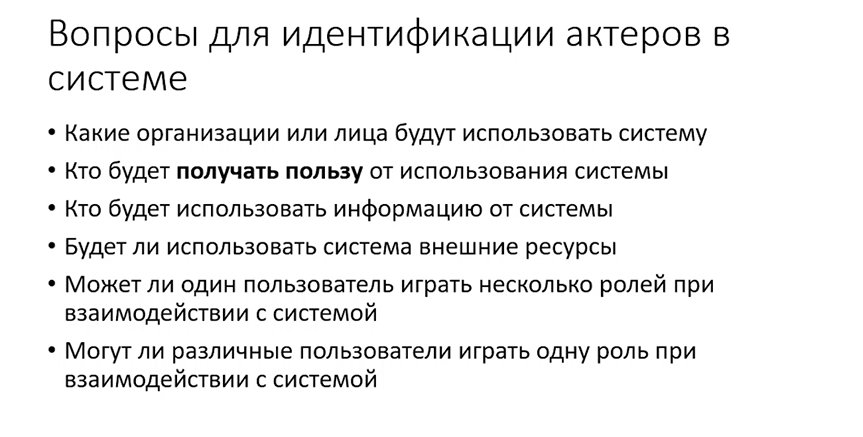 Вопросы для идентификации актеров в
системе
• Какие организации или лица будут использовать систему
• Кто будет получать пользу от использования системы
• Кто будет использовать информацию от системы
• Будет ли использовать система внешние ресурсы
• Может ли один пользователь играть несколько ролей при
взаимодействии с системой
• Могут ли различные пользователи играть одну роль при
взаимодействии с системой